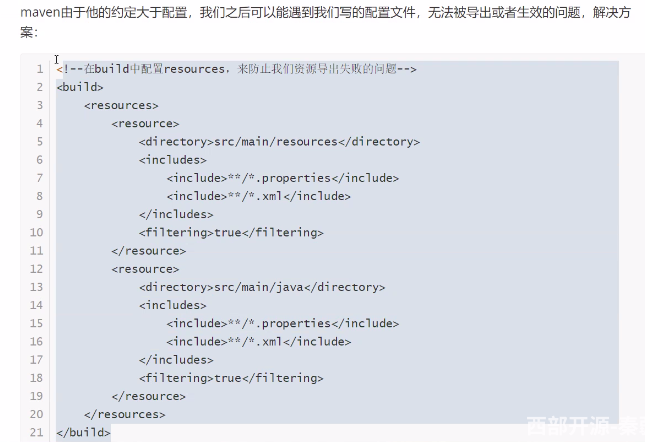 maven由于他的约定大于配置，我们之后可以能遇到我们写的配置文件，无法被导出或者生效的问题，解决方
案：
1 <!--在build中配置resources，来防止我们资源导出失败的问题-->
2 <build>
3     <resources>
4         <resource>
5             <directory>src/main/resources</directory>
6             <includes>
7                 <include>**/*.properties</include>
8                 <include>**/*.xml</include>
9             </includes>
10             <filtering>true</filtering>
11         </resource>
12         <resource>
13             <directory>src/main/java</directory>
14             <includes>
15                 <include>**/*.properties</include>
16                 <include>**/*.xml</include>
17             </includes>
18             <filtering>true</filtering>
19         </resource>
20     </resources>
21 </build>
西部开源